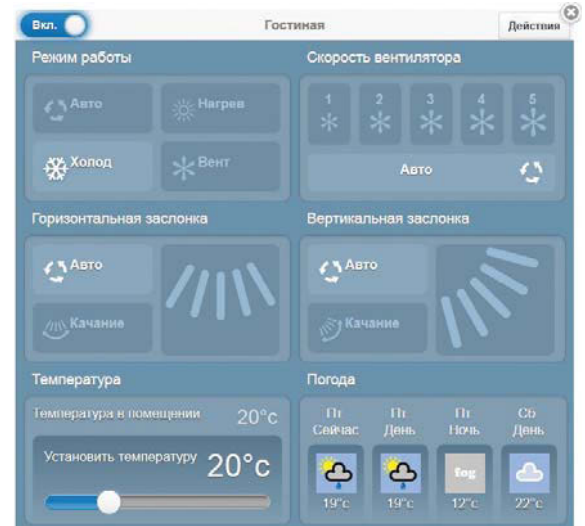 Вкл.
Гостиная
Действия
Режим работы
Авто
Нагрев
Холод
Вент
Скорость вентилятора
1 2 3 4 5
Авто
Горизонтальная заслонка
Авто
Качание
Вертикальная заслонка
Авто
Качание
Температура
Температура в помещении 20°c
Установить температуру 20°c
Погода
Пт Пт Пт Сб
Сейчас День Ночь День
fog
19°c 19°c 12°c 22°c